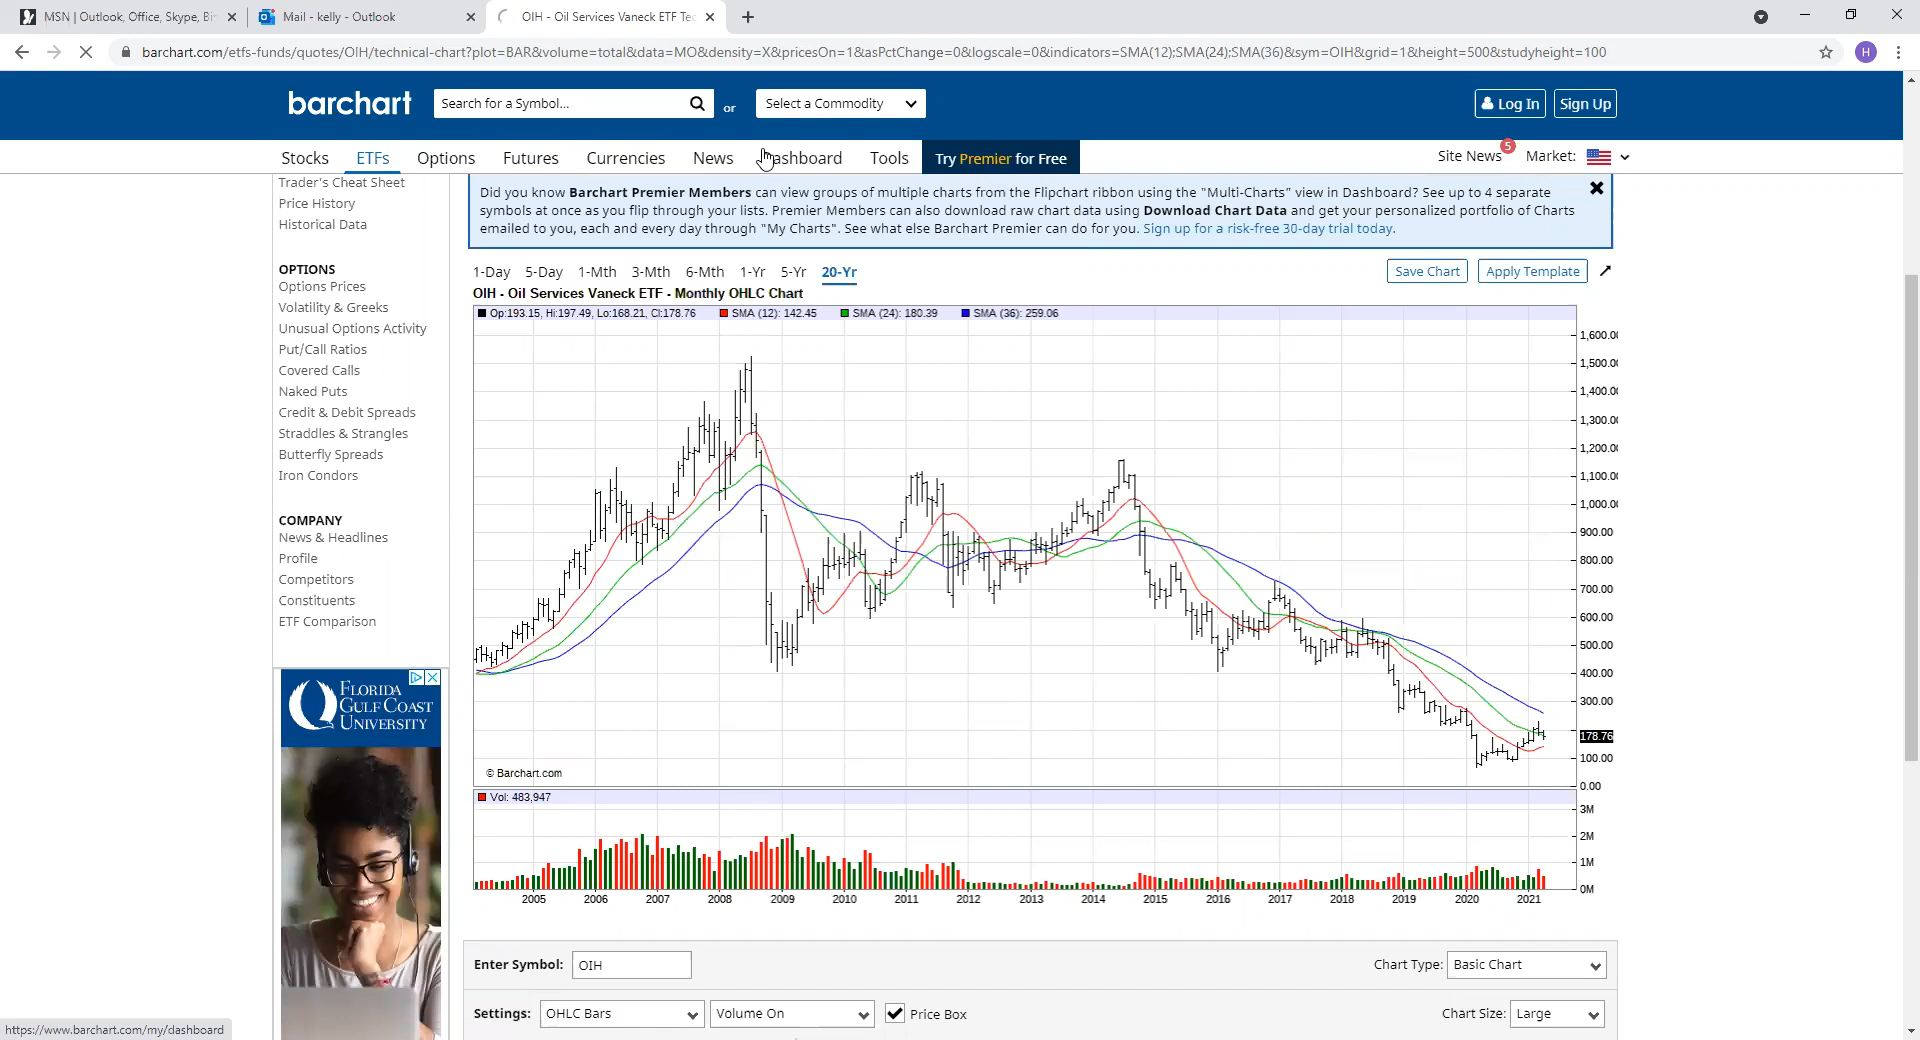 MSN | Outlook, Office, Skype, Bin
Mail - kelly - Outlook
OIH - Oil Services Vaneck ETF Tec
barchart.com/etfs-funds/quotes/OIH/technical-chart?plot=BAR&volume=total&data=MO&density=X&pricesOn=1&asPctChange=0&logscale=0&indicators=SMA(12);SMA(24);SMA(36)&sym=OIH&grid=1&height=500&studyheight=100
H
barchart
Search for a Symbol...
or
Select a Commodity
Log In
Sign Up
Stocks
ETFs
Options
Futures
Currencies
News
Dashboard
Tools
Try Premier for Free
Site News
5
Market:
Trader's Cheat Sheet
Price History
Historical Data
OPTIONS
Options Prices
Volatility & Greeks
Unusual Options Activity
Put/Call Ratios
Covered Calls
Naked Puts
Credit & Debit Spreads
Straddles & Strangles
Butterfly Spreads
Iron Condors
COMPANY
News & Headlines
Profile
Competitors
Constituents
ETF Comparison
FLORIDA
GULF COAST
UNIVERSITY
Did you know Barchart Premier Members can view groups of multiple charts from the Flipchart ribbon using the "Multi-Charts" view in Dashboard? See up to 4 separate
symbols at once as you flip through your lists. Premier Members can also download raw chart data using Download Chart Data and get your personalized portfolio of Charts
emailed to you, each and every day through "My Charts". See what else Barchart Premier can do for you. Sign up for a risk-free 30-day trial today.
1-Day 5-Day 1-Mth 3-Mth 6-Mth 1-Yr 5-Yr 20-Yr
Save Chart
Apply Template
OIH - Oil Services Vaneck ETF - Monthly OHLC Chart
Op:193.15, Hi:197.49, Lo:168.21, Cl:178.76 SMA (12): 142.45 SMA (24): 180.39 SMA (36): 259.06
1,600.00
1,500.00
1,400.00
1,300.00
1,200.00
1,100.00
1,000.00
900.00
800.00
700.00
600.00
500.00
400.00
300.00
178.76
100.00
0.00
© Barchart.com
Vol: 483,947
3M
2M
1M
0M
2005 2006 2007 2008 2009 2010 2011 2012 2013 2014 2015 2016 2017 2018 2019 2020 2021
Enter Symbol: OIH
Chart Type: Basic Chart
Settings: OHLC Bars
Volume On
Price Box
Chart Size: Large
https://www.barchart.com/my/dashboard